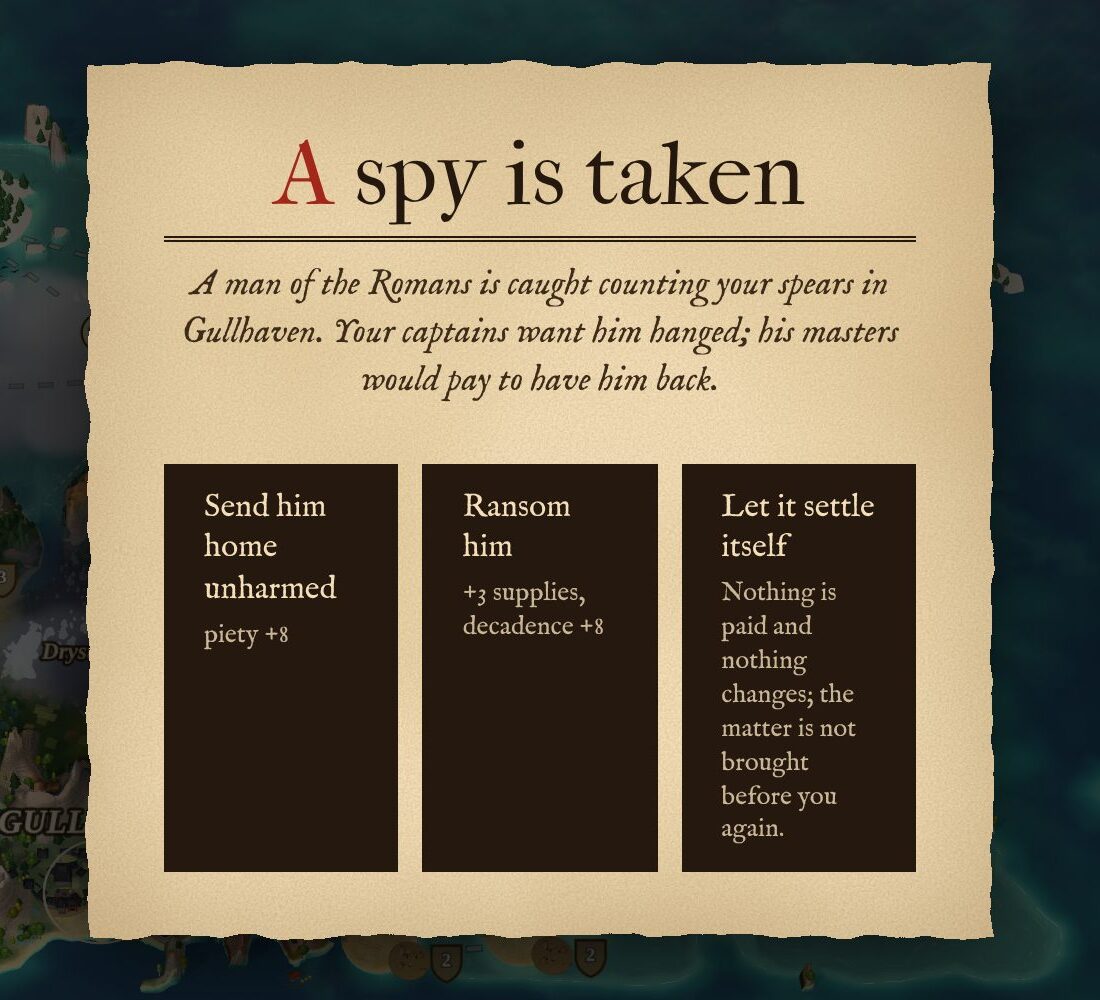 A spy is taken
A man of the Romans is caught counting your spears in
Gullhaven. Your captains want him hanged; his masters
would pay to have him back.
Send him
home
unharmed
piety +8
Ransom
him
+3 supplies,
decadence +8
Let it settle
itself
Nothing is
paid and
nothing
changes; the
matter is not
brought
before you
again.
3
Drys
GULL
2
2